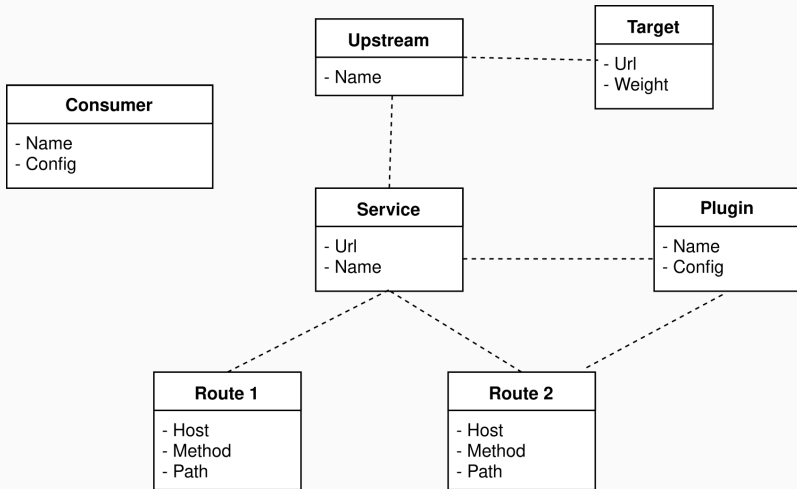 Upstream
- Name
Target
- Url
- Weight
Consumer
- Name
- Config
Service
- Url
- Name
Plugin
- Name
- Config
Route 1
- Host
- Method
- Path
Route 2
- Host
- Method
- Path